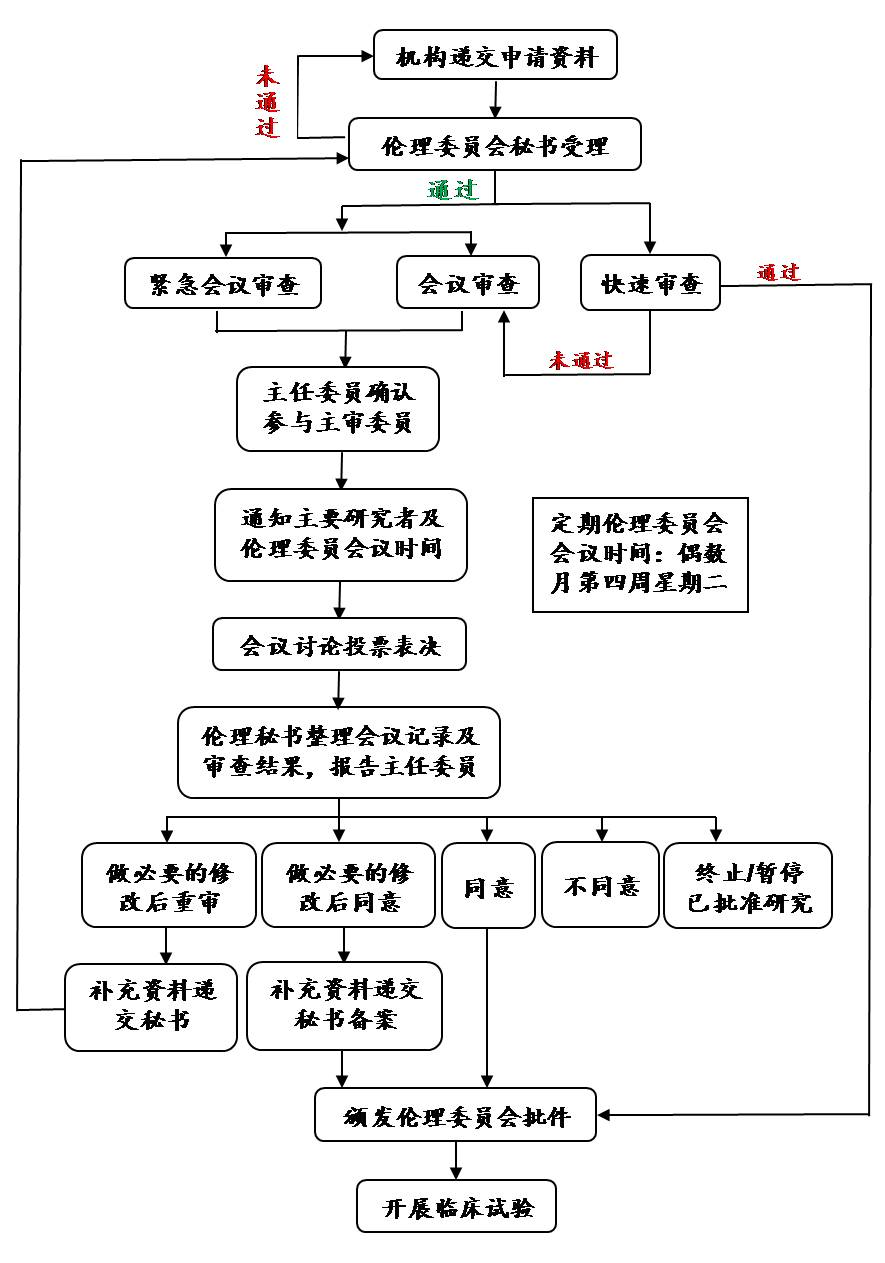 机构递交申请资料
未
通
过
伦理委员会秘书受理
通过
紧急会议审查
会议审查
快速审查
通过
未通过
主任委员确认
参与主审委员
通知主要研究者及
伦理委员会议时间
定期伦理委员会
会议时间：偶数
月第四周星期二
会议讨论投票表决
伦理秘书整理会议记录及
审查结果，报告主任委员
做必要的修
改后重审
做必要的修
改后同意
同意
不同意
终止/暂停
已批准研究
补充资料递
交秘书
补充资料递交
秘书备案
颁发伦理委员会批件
开展临床试验